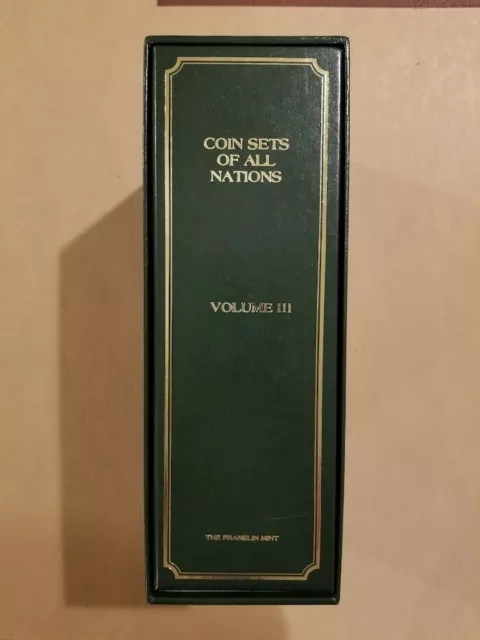 COIN SETS
OF ALL
NATIONS
VOLUME III
THE FRANKLIN MINT